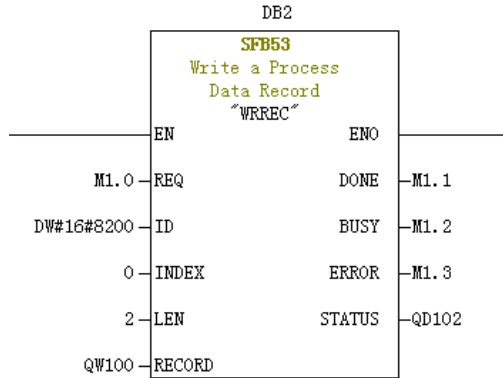 DB2
SFB53
Write a Process
Data Record
"WRREC"
EN ENO
M1.0 REQ DONE M1.1
DW#16#8200 ID BUSY M1.2
0 INDEX ERROR M1.3
2 LEN STATUS QD102
QW100 RECORD